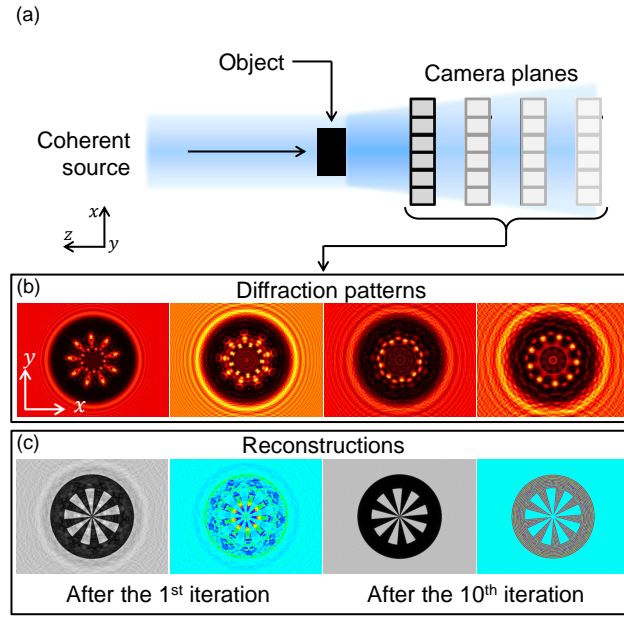 (a)
Object
Camera planes
Coherent
source
x
z
y
(b)
Diffraction patterns
y
x
(c)
Reconstructions
After the 1st iteration
After the 10th iteration